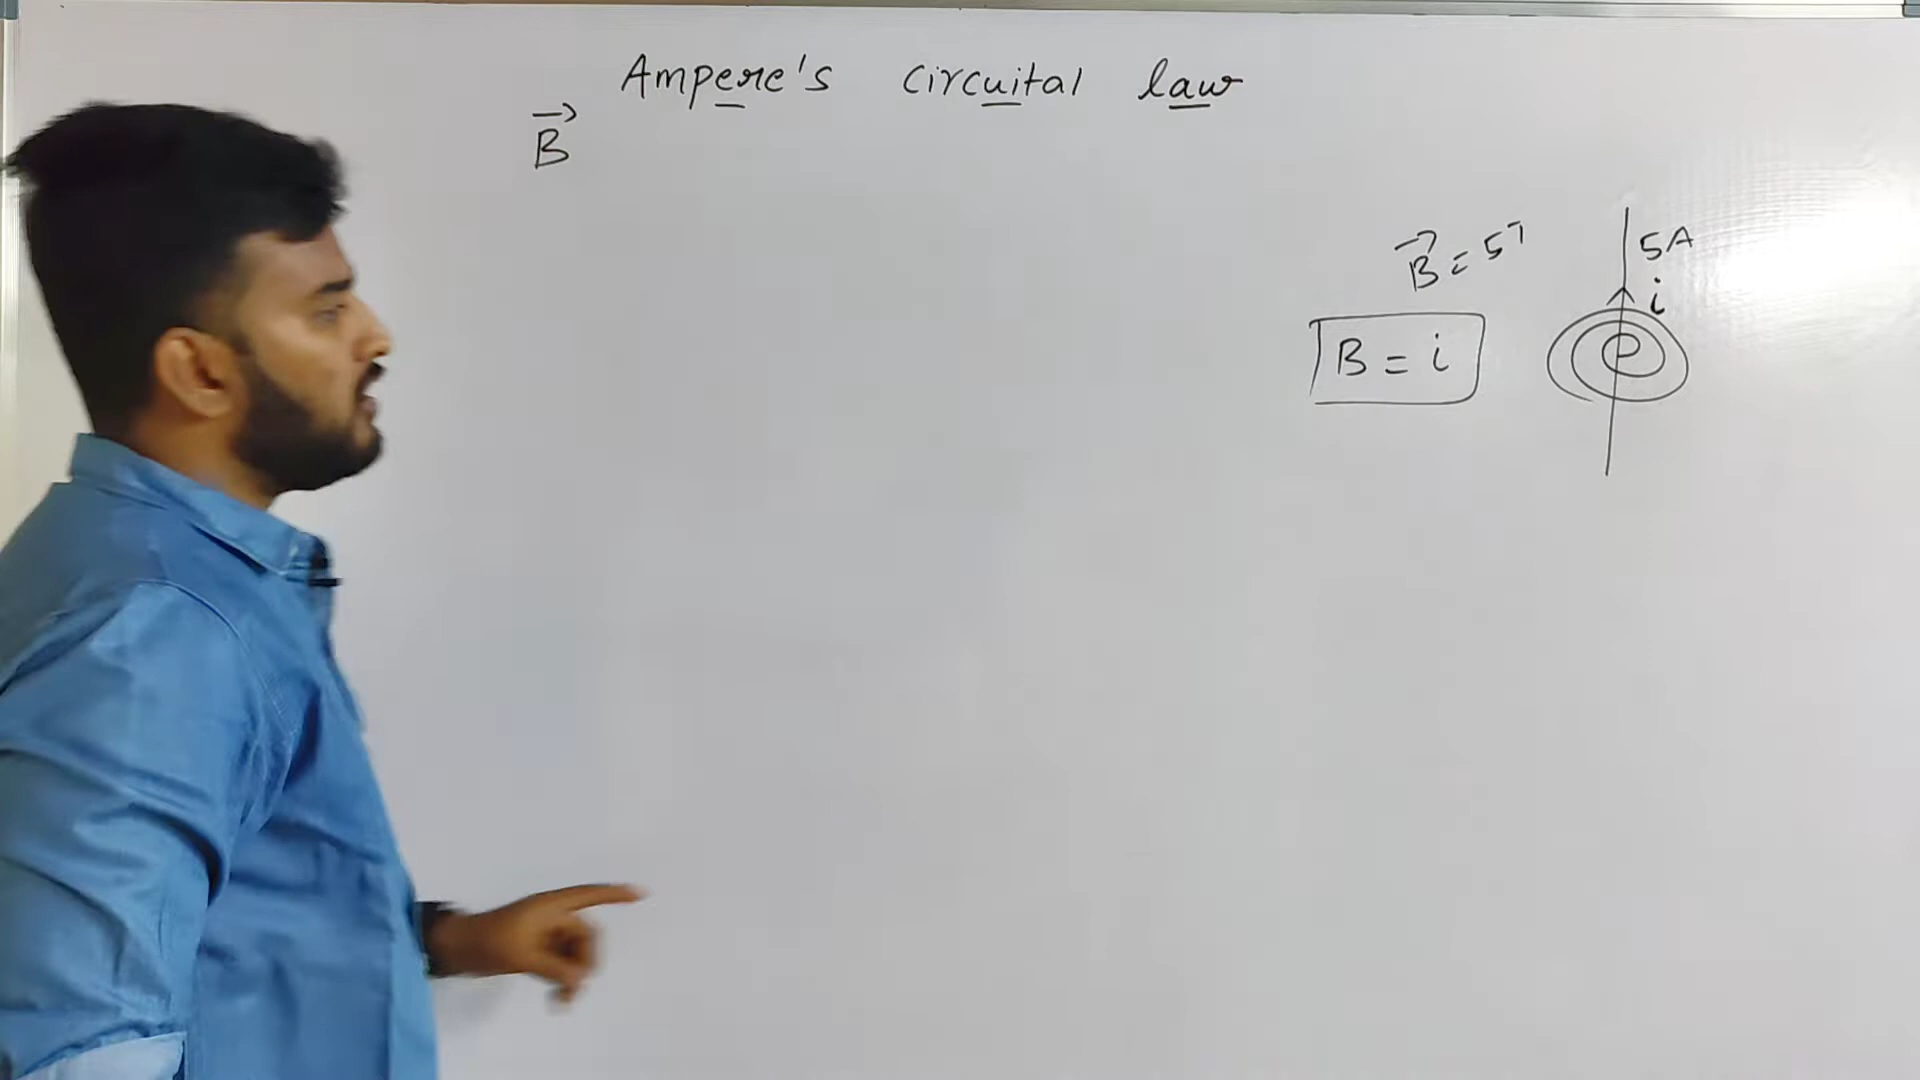 Ampere's circuital law
B
B = 5T
5A
i
B = i